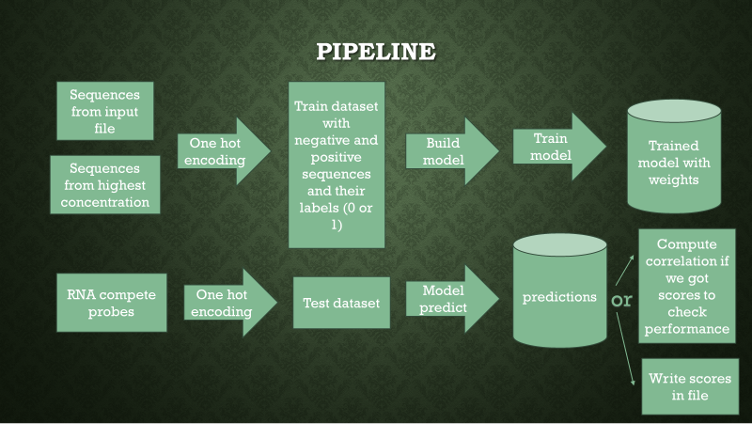 PIPELINE
Sequences
from input
file
Sequences
from highest
concentration
One hot
encoding
Train dataset
with
negative and
positive
sequences
and their
labels (0 or
1)
Build
model
Train
model
Trained
model with
weights
RNA compete
probes
One hot
encoding
Test dataset
Model
predict
predictions
or
Compute
correlation if
we got
scores to
check
performance
Write scores
in file